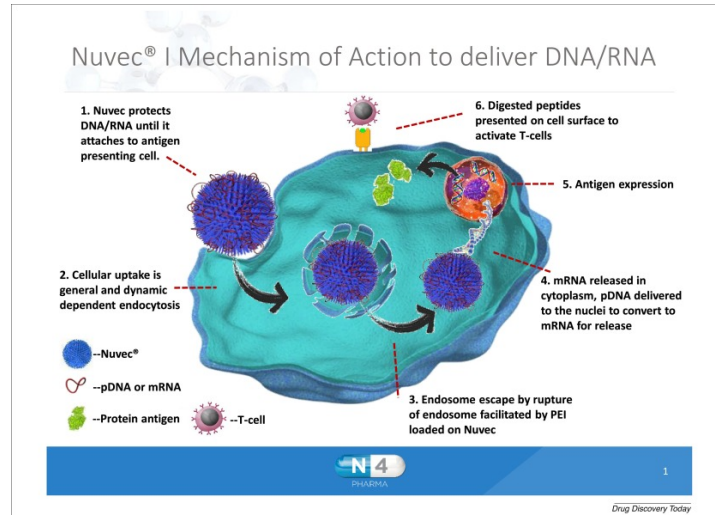 Nuvec® I Mechanism of Action to deliver DNA/RNA
1. Nuvec protects
DNA/RNA until it
attaches to antigen
presenting cell.
6. Digested peptides
presented on cell surface to
activate T-cells
5. Antigen expression
2. Cellular uptake is
general and dynamic
dependent endocytosis
4. mRNA released in
cytoplasm, pDNA delivered
to the nuclei to convert to
mRNA for release
--Nuvec®
--pDNA or mRNA
--Protein antigen
--T-cell
3. Endosome escape by rupture
of endosome facilitated by PEI
loaded on Nuvec
N4
PHARMA
1
Drug Discovery Today